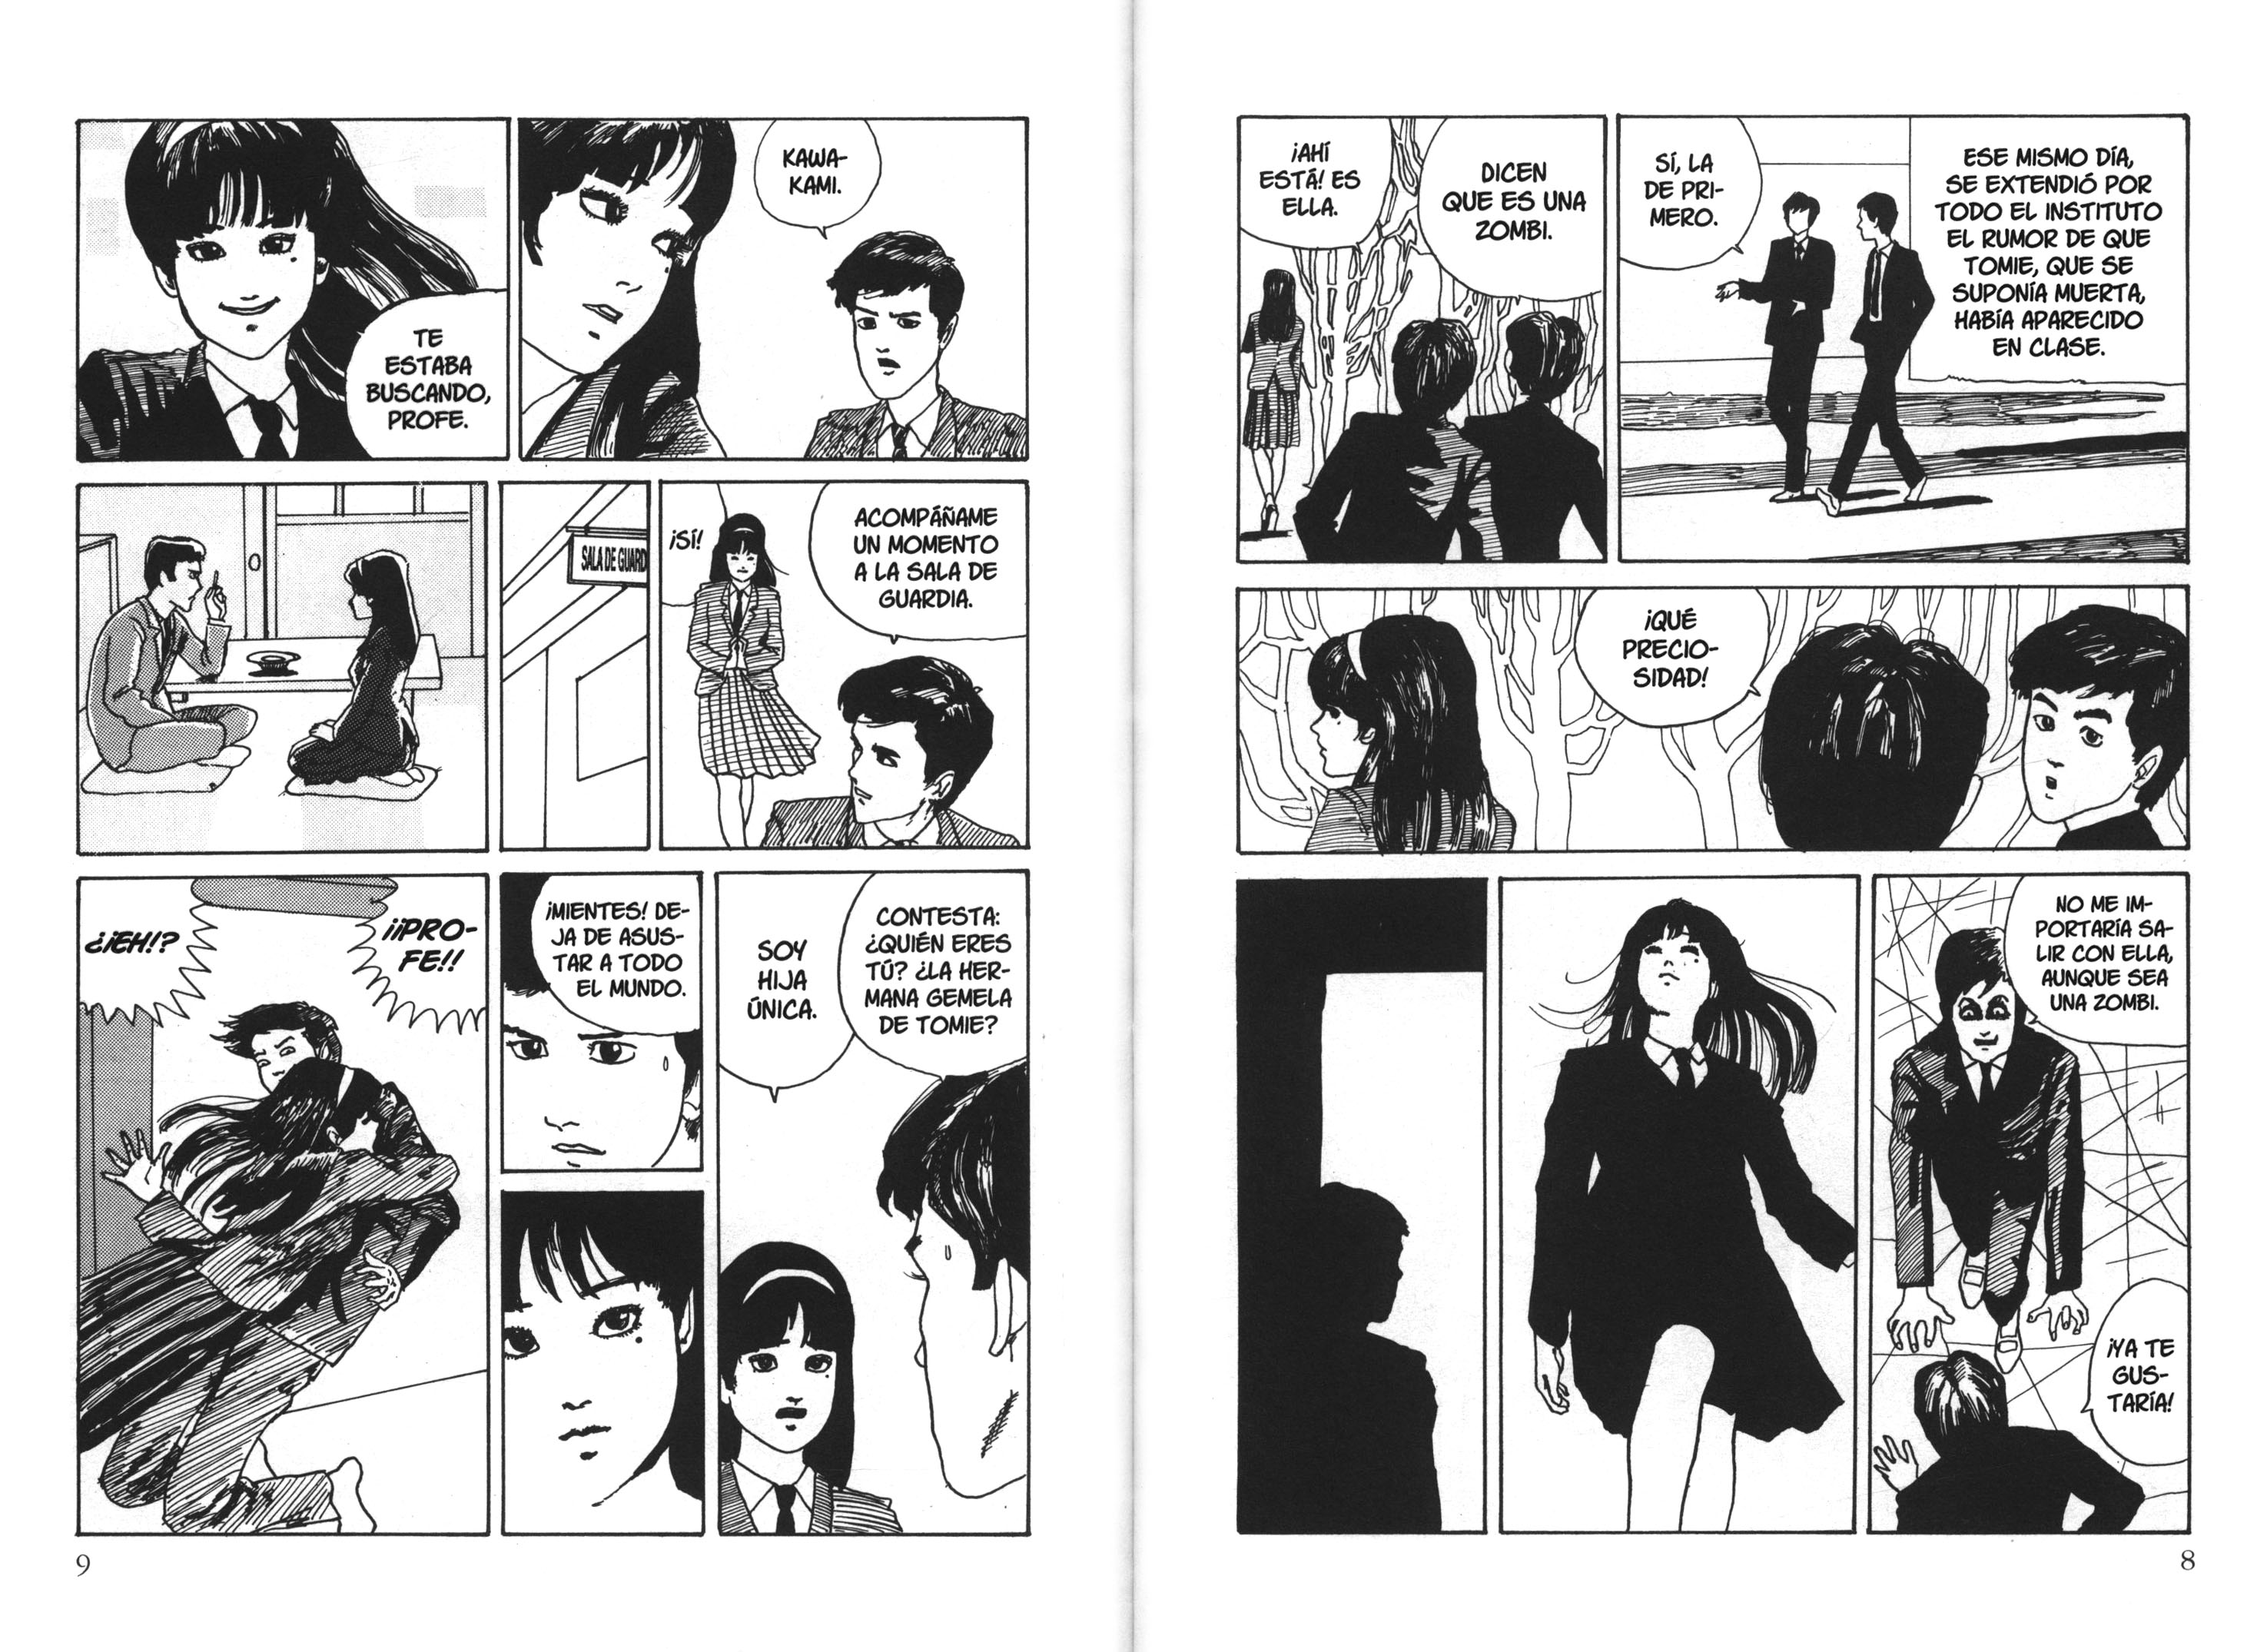 ESE MISMO DÍA,
SE EXTENDIÓ POR
TODO EL INSTITUTO
EL RUMOR DE QUE
TOMIE, QUE SE
SUPONÍA MUERTA,
HABÍA APARECIDO
EN CLASE.
SÍ, LA
DE PRI-
MERO.
DICEN
QUE ES UNA
ZOMBI.
¡AHÍ
ESTÁ! ES
ELLA.
¡QUÉ
PRECIO-
SIDAD!
NO ME IM-
PORTARÍA SA-
LIR CON ELLA,
AUNQUE SEA
UNA ZOMBI.
¡YA TE
GUS-
TARÍA!
8
KAWA-
KAMI.
TE
ESTABA
BUSCANDO,
PROFE.
ACOMPÁÑAME
UN MOMENTO
A LA SALA DE
GUARDIA.
¡SÍ!
SALA DE GUARD
CONTESTA:
¿QUIÉN ERES
TÚ? ¿LA HER-
MANA GEMELA
DE TOMIE?
SOY
HIJA
ÚNICA.
¡MIENTES! DE-
JA DE ASUS-
TAR A TODO
EL MUNDO.
¡¡PRO-
FE!!
¿¡EH!?
9